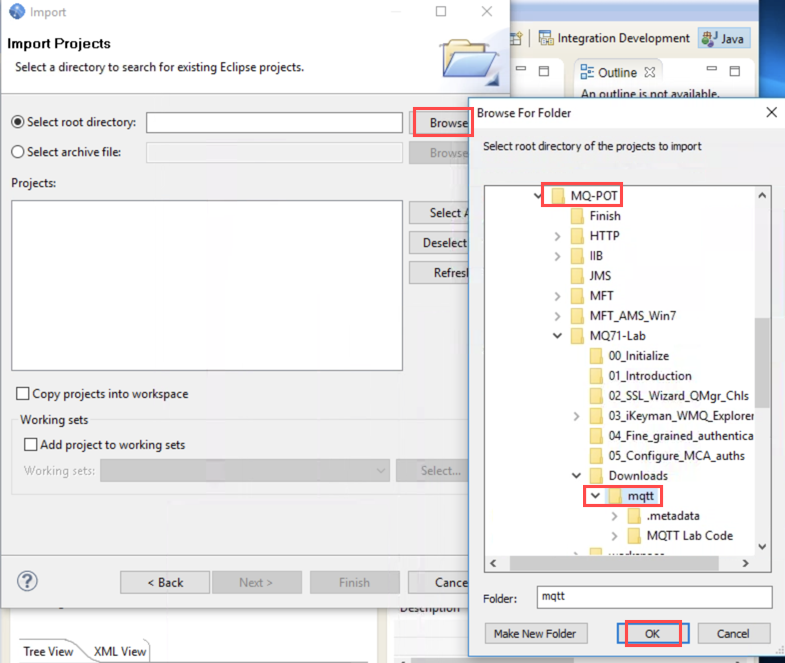 Import
Import Projects
Select a directory to search for existing Eclipse projects.
Select root directory:
Browse
Select archive file:
Browse
Projects:
Select A
Deselect
Refresh
Copy projects into workspace
Working sets
Add project to working sets
Working sets:
Select...
?
< Back
Next >
Finish
Cance
Integration Development
Java
Outline
An outline is not available.
Browse For Folder
Select root directory of the projects to import
MQ-POT
Finish
HTTP
IIB
JMS
MFT
MFT_AMS_Win7
MQ71-Lab
00_Initialize
01_Introduction
02_SSL_Wizard_QMgr_Chls
03_iKeyman_WMQ_Explorer
04_Fine_grained_authentica
05_Configure_MCA_auths
Downloads
mqtt
.metadata
MQTT Lab Code
Folder:
mqtt
Make New Folder
OK
Cancel
Description
Tree View
XML View